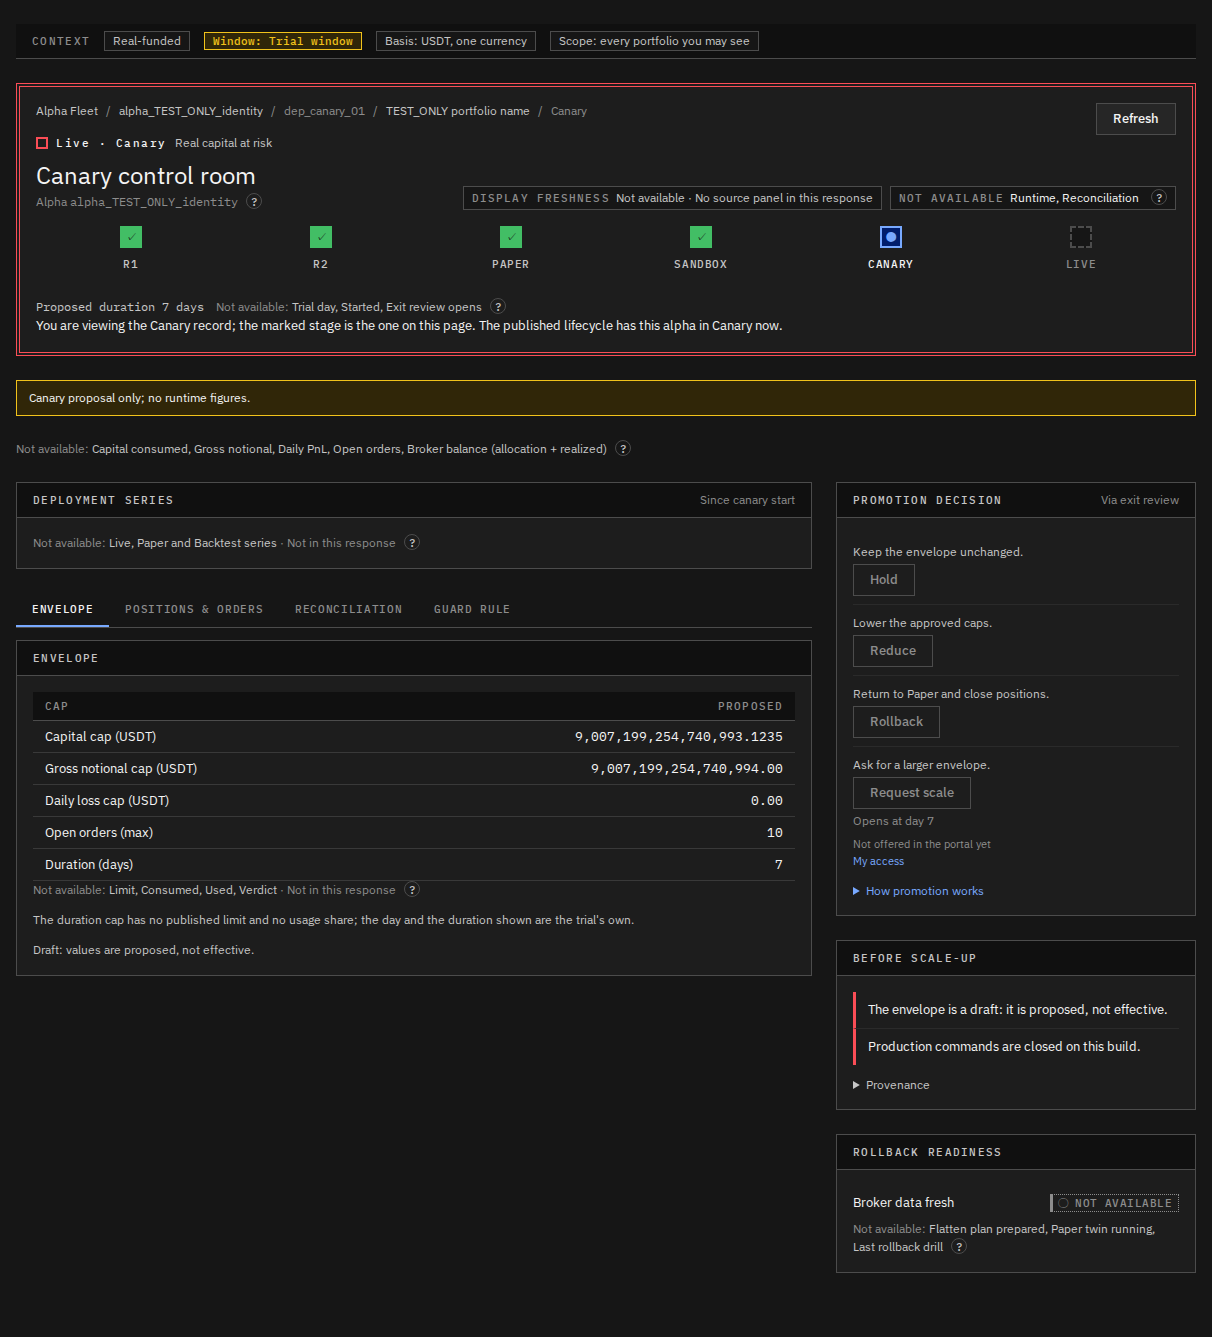 CONTEXT Real-funded Window: Trial window Basis: USDT, one currency Scope: every portfolio you may see
Alpha Fleet / alpha_TEST_ONLY_identity / dep_canary_01 / TEST_ONLY portfolio name / Canary
Refresh
Live · Canary Real capital at risk
Canary control room
Alpha alpha_TEST_ONLY_identity ?
DISPLAY FRESHNESS Not available · No source panel in this response
NOT AVAILABLE Runtime, Reconciliation ?
✓ ✓ ✓ ✓
R1 R2 PAPER SANDBOX CANARY LIVE
Proposed duration 7 days Not available: Trial day, Started, Exit review opens ?
You are viewing the Canary record; the marked stage is the one on this page. The published lifecycle has this alpha in Canary now.
Canary proposal only; no runtime figures.
Not available: Capital consumed, Gross notional, Daily PnL, Open orders, Broker balance (allocation + realized) ?
DEPLOYMENT SERIES Since canary start
Not available: Live, Paper and Backtest series · Not in this response ?
ENVELOPE POSITIONS & ORDERS RECONCILIATION GUARD RULE
ENVELOPE
CAP PROPOSED
Capital cap (USDT) 9,007,199,254,740,993.1235
Gross notional cap (USDT) 9,007,199,254,740,994.00
Daily loss cap (USDT) 0.00
Open orders (max) 10
Duration (days) 7
Not available: Limit, Consumed, Used, Verdict · Not in this response ?
The duration cap has no published limit and no usage share; the day and the duration shown are the trial's own.
Draft: values are proposed, not effective.
PROMOTION DECISION Via exit review
Keep the envelope unchanged.
Hold
Lower the approved caps.
Reduce
Return to Paper and close positions.
Rollback
Ask for a larger envelope.
Request scale
Opens at day 7
Not offered in the portal yet
My access
How promotion works
BEFORE SCALE-UP
The envelope is a draft: it is proposed, not effective.
Production commands are closed on this build.
Provenance
ROLLBACK READINESS
Broker data fresh NOT AVAILABLE
Not available: Flatten plan prepared, Paper twin running,
Last rollback drill ?